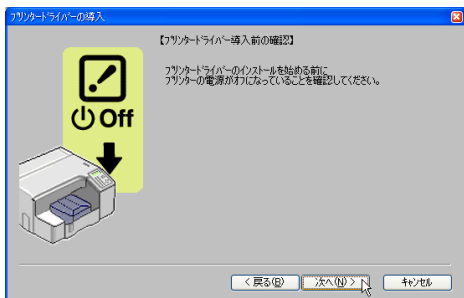 プリンタードライバーの導入
【プリンタードライバー導入前の確認】
プリンタードライバーのインストールを始める前に
プリンターの電源がオフになっていることを確認してください。
Off
< 戻る(B)
次へ(N) >
キャンセル